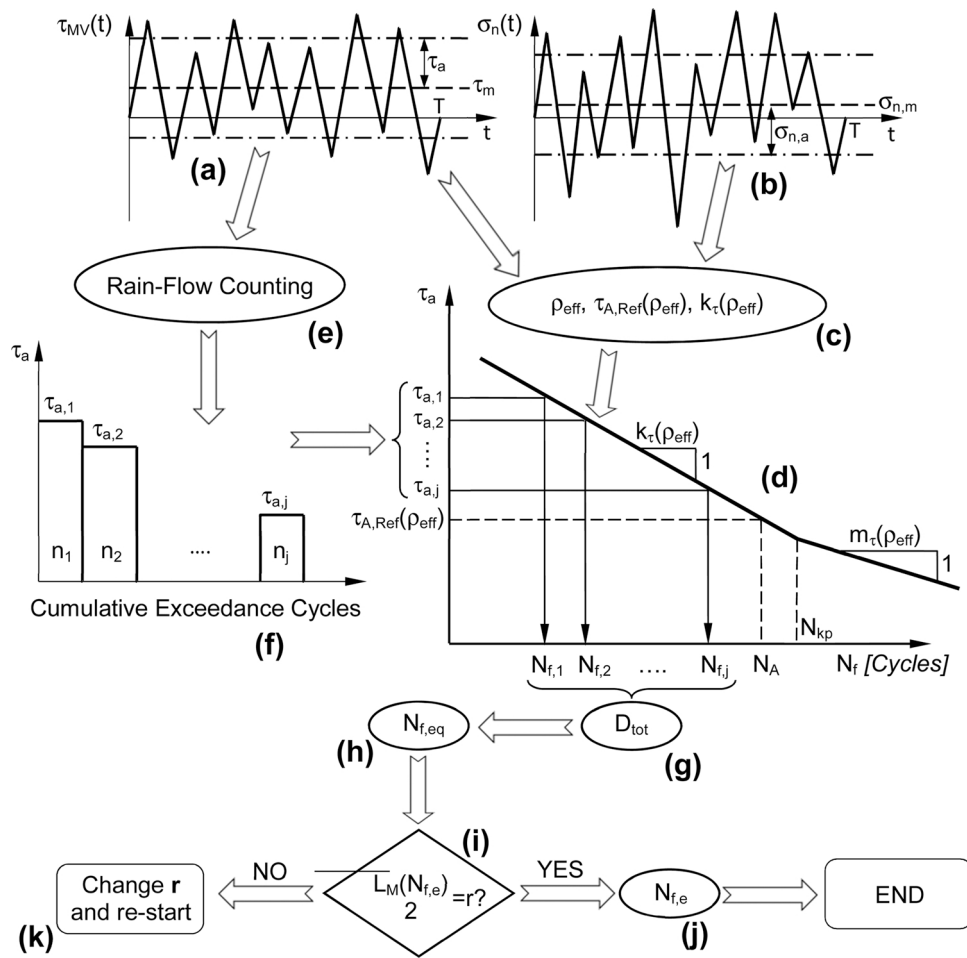 τMV(t)
τa
τm
T
t
(a)
σn(t)
σn,m
σn,a
T
t
(b)
Rain-Flow Counting
(e)
ρeff, τA,Ref(ρeff), kτ(ρeff)
(c)
τa
τa,1
τa,2
....
τa,j
n1
n2
....
nj
Cumulative Exceedance Cycles
(f)
τa
τa,1
τa,2
....
τa,j
τA,Ref(ρeff)
kτ(ρeff)
1
(d)
mτ(ρeff)
1
Nkp
Nf,1
Nf,2
....
Nf,j
NA
Nf [Cycles]
Nf,eq
(h)
Dtot
(g)
(i)
NO
LM(Nf,e)
2
=r?
YES
Change r
and re-start
(k)
Nf,e
(j)
END